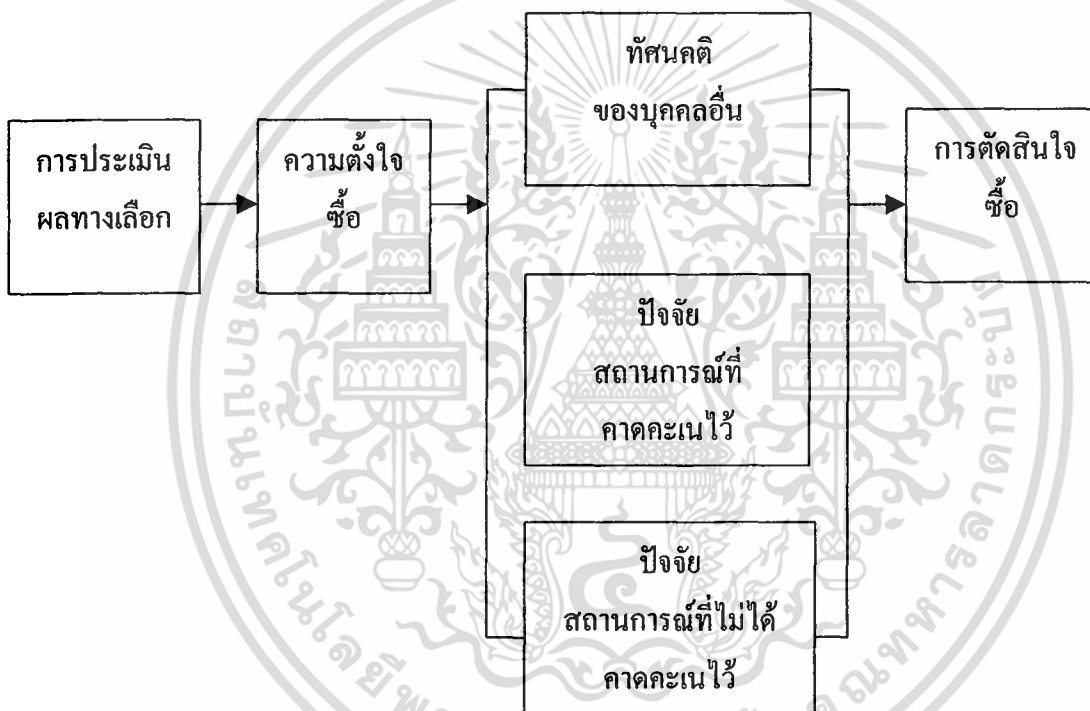 การประเมิน
ผลทางเลือก
ความตั้งใจ
ซื้อ
ทัศนคติ
ของบุคคลอื่น
ปัจจัย
สถานการณ์ที่
คาดคะเนไว้
ปัจจัย
สถานการณ์ที่ไม่ได้
คาดคะเนไว้
การตัดสินใจ
ซื้อ